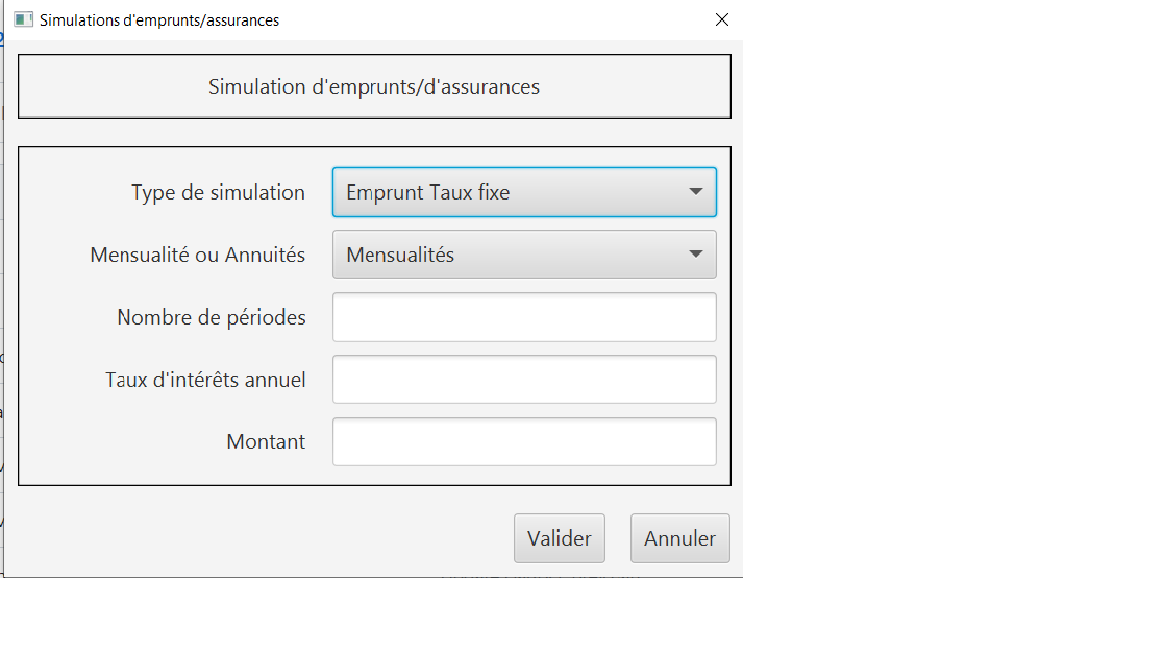 Simulations d'emprunts/assurances
Simulation d'emprunts/d'assurances
Type de simulation Emprunt Taux fixe
Mensualité ou Annuités Mensualités
Nombre de périodes
Taux d'intérêts annuel
Montant
Valider Annuler